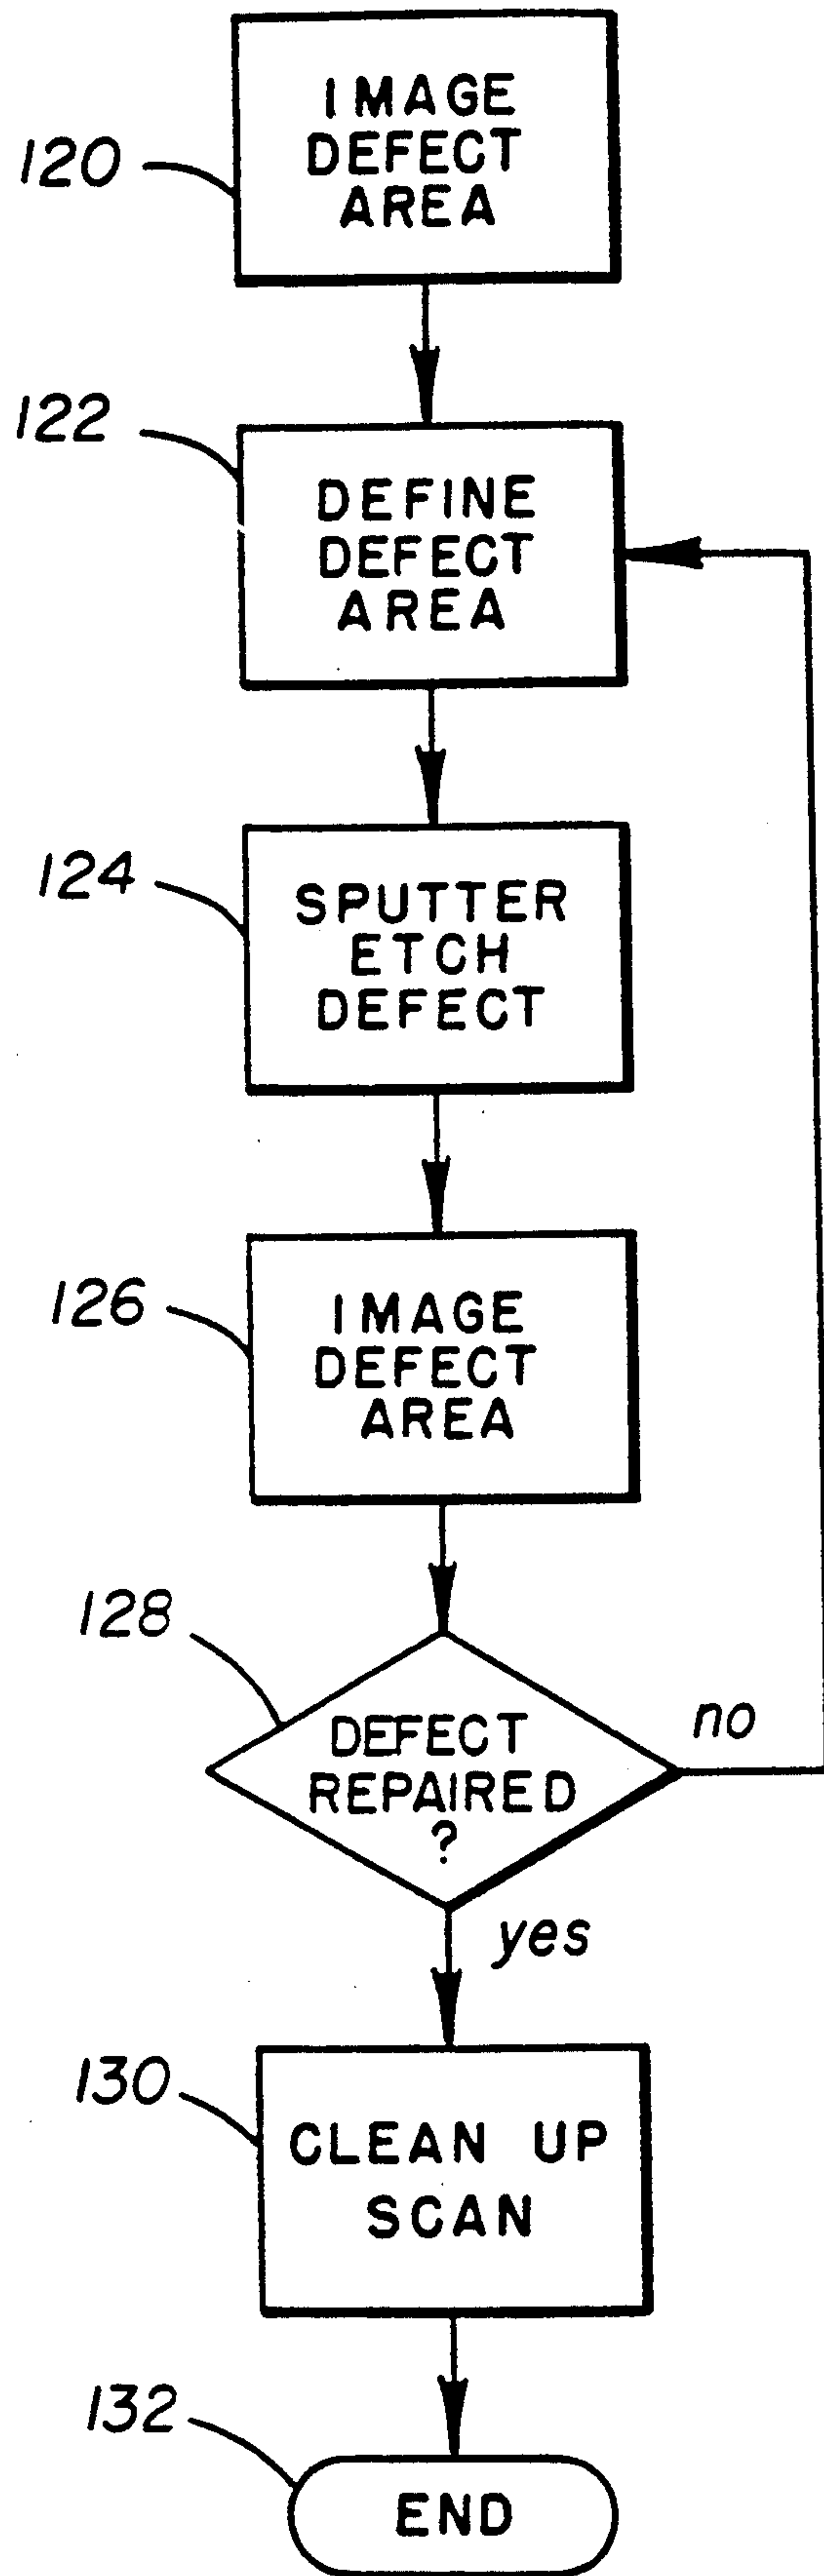 120
IMAGE
DEFECT
AREA
122
DEFINE
DEFECT
AREA
124
SPUTTER
ETCH
DEFECT
126
IMAGE
DEFECT
AREA
128
DEFECT
REPAIRED
?
no
yes
130
CLEAN UP
SCAN
132
END